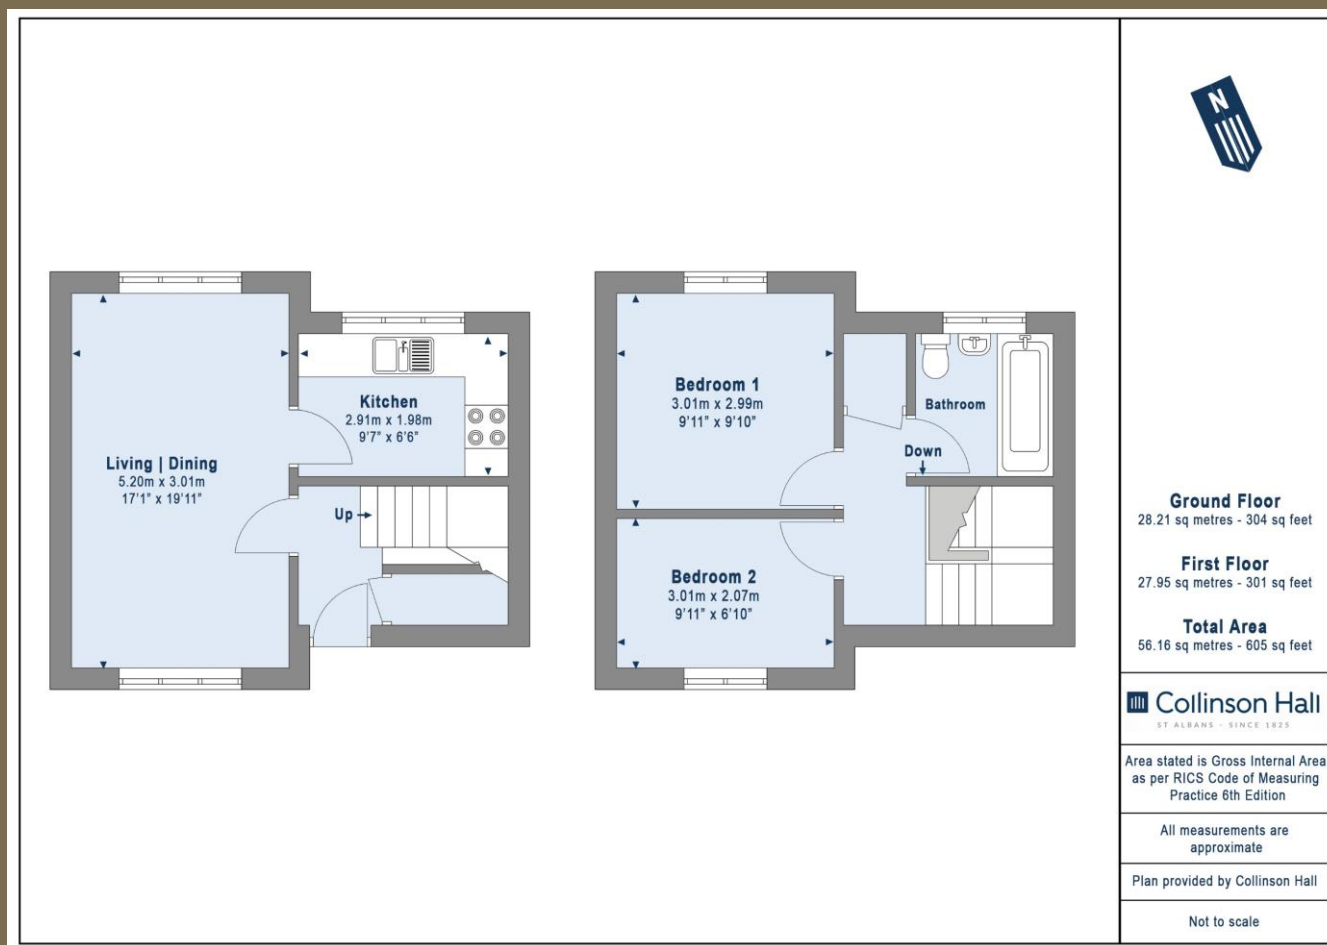 N
Living | Dining
5.20m x 3.01m
17'1" x 19'11"
Kitchen
2.91m x 1.98m
9'7" x 6'6"
Up
Bedroom 1
3.01m x 2.99m
9'11" x 9'10"
Bathroom
Down
Bedroom 2
3.01m x 2.07m
9'11" x 6'10"
Ground Floor
28.21 sq metres - 304 sq feet
First Floor
27.95 sq metres - 301 sq feet
Total Area
56.16 sq metres - 605 sq feet
Collinson Hall
ST ALBANS - SINCE 1825
Area stated is Gross Internal Area
as per RICS Code of Measuring
Practice 6th Edition
All measurements are
approximate
Plan provided by Collinson Hall
Not to scale